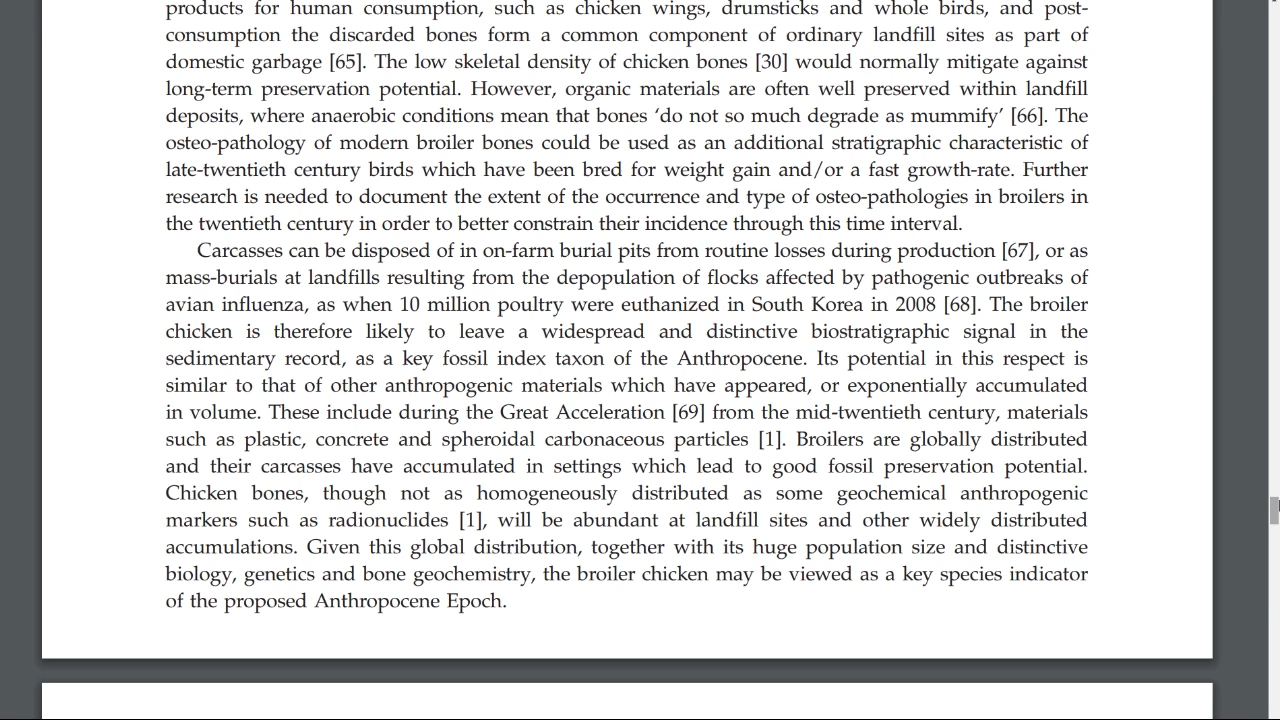 products for human consumption, such as chicken wings, drumsticks and whole birds, and post-
consumption the discarded bones form a common component of ordinary landfill sites as part of
domestic garbage [65]. The low skeletal density of chicken bones [30] would normally mitigate against
long-term preservation potential. However, organic materials are often well preserved within landfill
deposits, where anaerobic conditions mean that bones ‘do not so much degrade as mummify’ [66]. The
osteo-pathology of modern broiler bones could be used as an additional stratigraphic characteristic of
late-twentieth century birds which have been bred for weight gain and/or a fast growth-rate. Further
research is needed to document the extent of the occurrence and type of osteo-pathologies in broilers in
the twentieth century in order to better constrain their incidence through this time interval.
Carcasses can be disposed of in on-farm burial pits from routine losses during production [67], or as
mass-burials at landfills resulting from the depopulation of flocks affected by pathogenic outbreaks of
avian influenza, as when 10 million poultry were euthanized in South Korea in 2008 [68]. The broiler
chicken is therefore likely to leave a widespread and distinctive biostratigraphic signal in the
sedimentary record, as a key fossil index taxon of the Anthropocene. Its potential in this respect is
similar to that of other anthropogenic materials which have appeared, or exponentially accumulated
in volume. These include during the Great Acceleration [69] from the mid-twentieth century, materials
such as plastic, concrete and spheroidal carbonaceous particles [1]. Broilers are globally distributed
and their carcasses have accumulated in settings which lead to good fossil preservation potential.
Chicken bones, though not as homogeneously distributed as some geochemical anthropogenic
markers such as radionuclides [1], will be abundant at landfill sites and other widely distributed
accumulations. Given this global distribution, together with its huge population size and distinctive
biology, genetics and bone geochemistry, the broiler chicken may be viewed as a key species indicator
of the proposed Anthropocene Epoch.